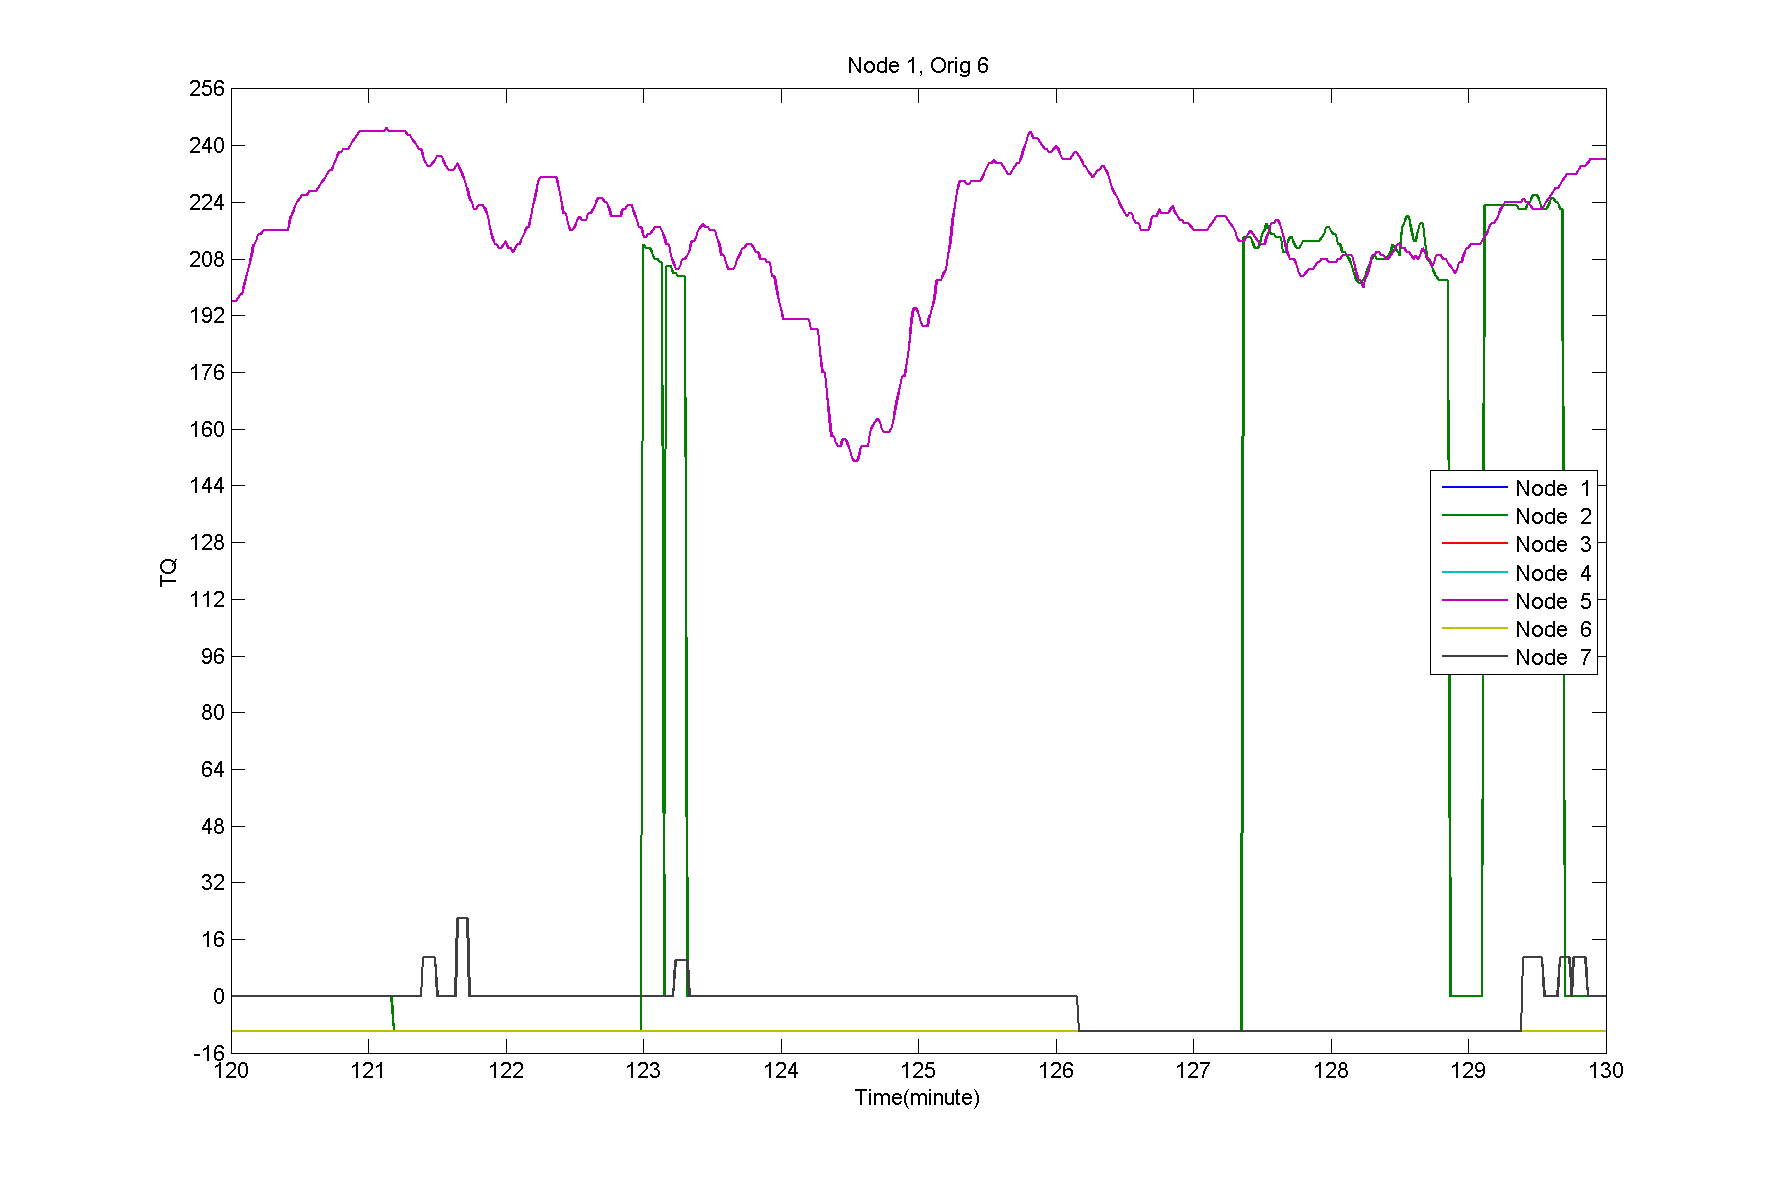 Node 1, Orig 6
256
240
224
208
192
176
160
144
128
112
96
80
64
48
32
16
0
-16
TQ
Node 1
Node 2
Node 3
Node 4
Node 5
Node 6
Node 7
120 121 122 123 124 125 126 127 128 129 130
Time(minute)